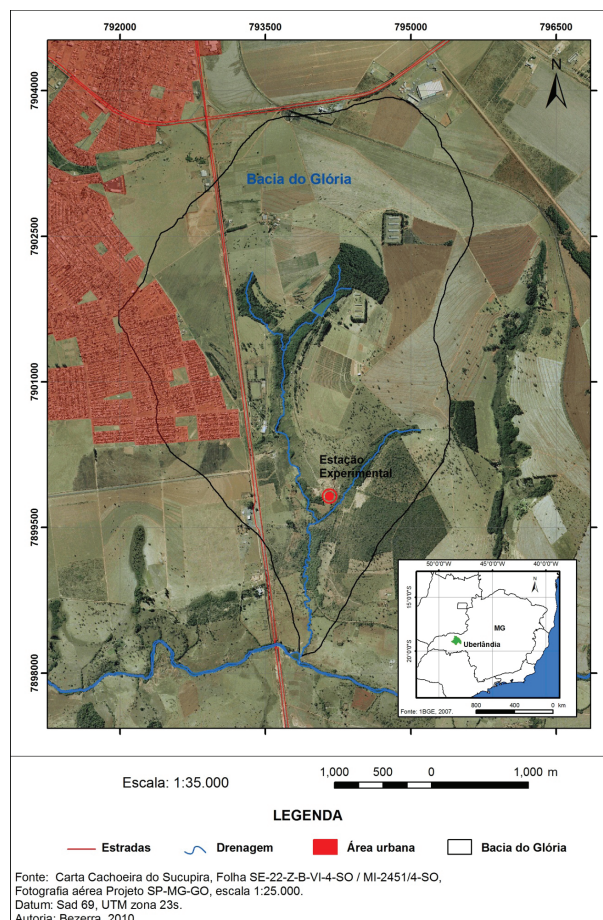 792000 793500 795000 796500
7904000
7902500
7901000
7899500
7898000
N
Bacia do Glória
Estação
Experimental
50°0'0"W 45°0'0"W 40°0'0"W
15°0'0"S
20°0'0"S
N
MG
Uberlândia
Fonte: 1BGE, 2007.
800 400 0 km
Escala: 1:35.000
1,000 500 0 1,000 m
LEGENDA
Estradas Drenagem Área urbana Bacia do Glória
Fonte: Carta Cachoeira do Sucupira, Folha SE-22-Z-B-VI-4-SO / MI-2451/4-SO,
Fotografia aérea Projeto SP-MG-GO, escala 1:25.000.
Datum: Sad 69, UTM zona 23s.
Autoria: Bezerra, 2010.